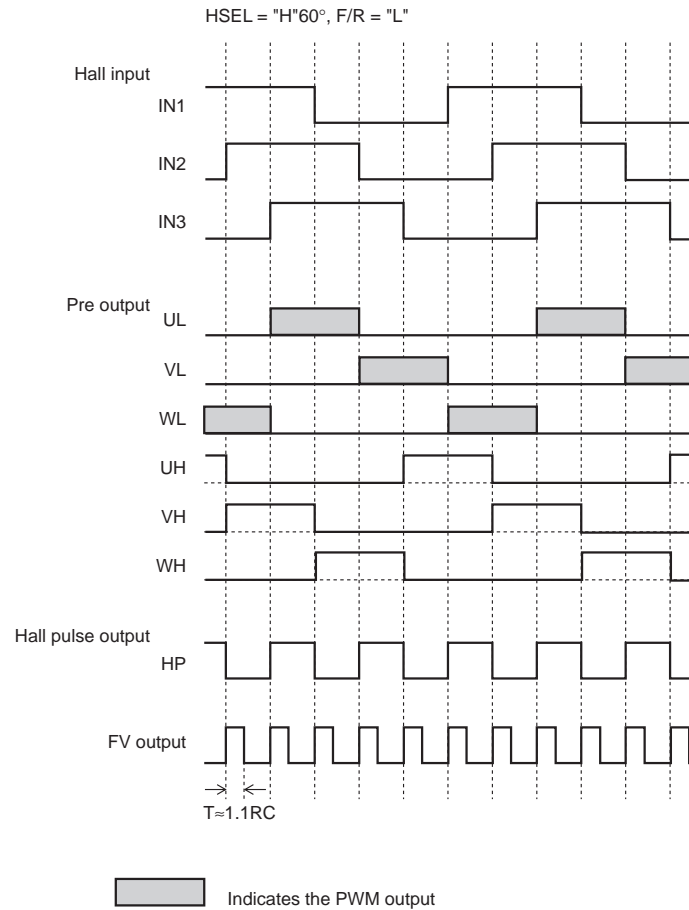 HSEL = "H"60°, F/R = "L"
Hall input
IN1
IN2
IN3
Pre output
UL
VL
WL
UH
VH
WH
Hall pulse output
HP
FV output
T≈1.1RC
Indicates the PWM output